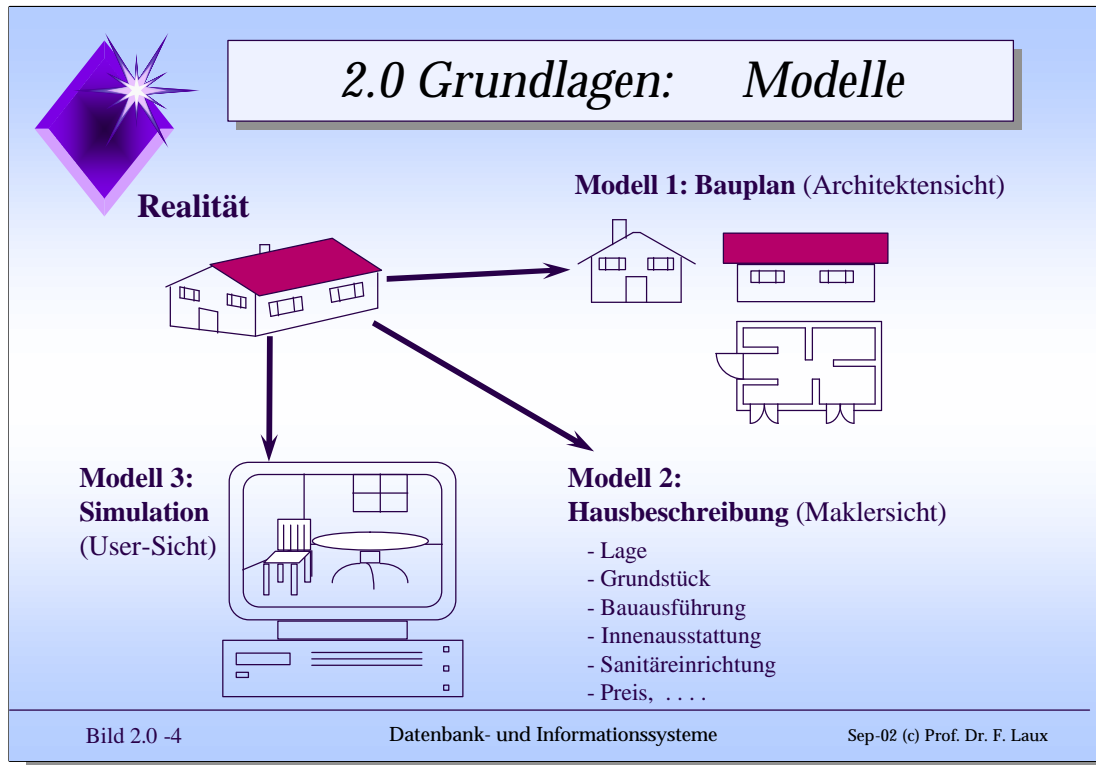 2.0 Grundlagen: Modelle
Realität
Modell 1: Bauplan (Architektensicht)
Modell 3:
Simulation
(User-Sicht)
Modell 2:
Hausbeschreibung (Maklersicht)
- Lage
- Grundstück
- Bauausführung
- Innenausstattung
- Sanitäreinrichtung
- Preis, . . . .
Bild 2.0 -4
Datenbank- und Informationssysteme
Sep-02 (c) Prof. Dr. F. Laux